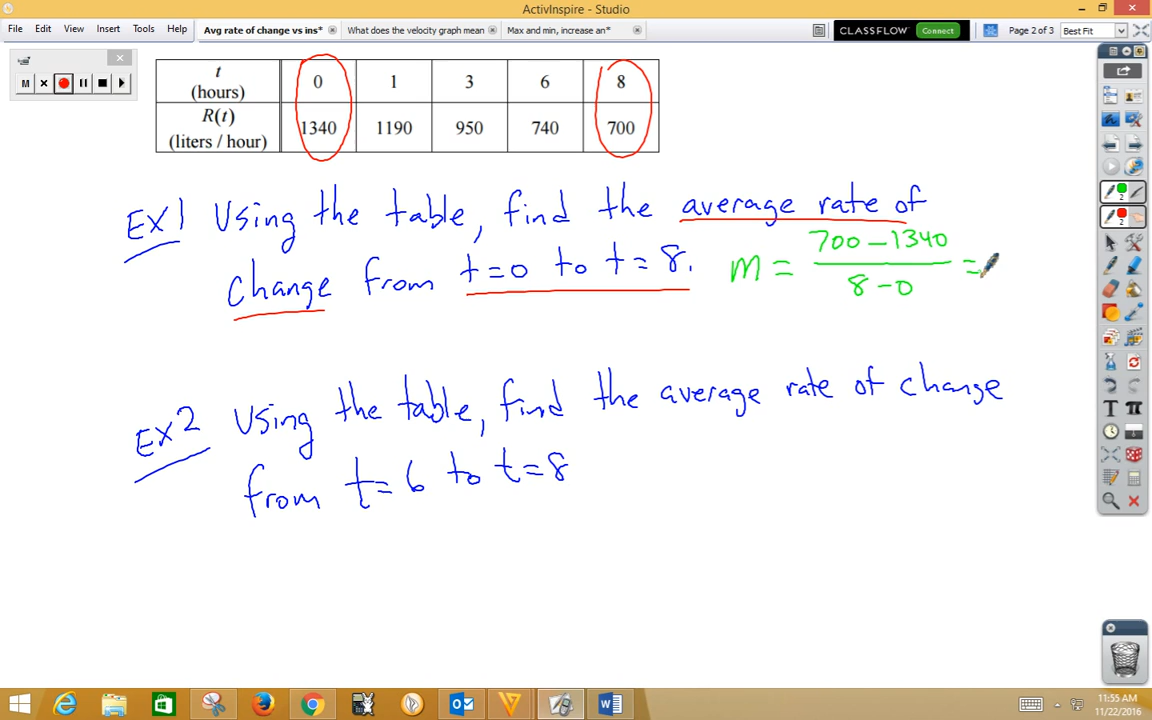 ActivInspire - Studio
File Edit View Insert Tools Help
Avg rate of change vs ins*
What does the velocity graph mean
Max and min, increase an*
CLASSFLOW Connect
Page 2 of 3
Best Fit
t (hours) 0 1 3 6 8
R(t) (liters / hour) 1340 1190 950 740 700
EX1 Using the table, find the average rate of
change from t=0 to t=8.
m = 700 - 1340 / 8 - 0 =
EX2 Using the table, find the average rate of change
from t=6 to t=8
11:55 AM
11/22/2016